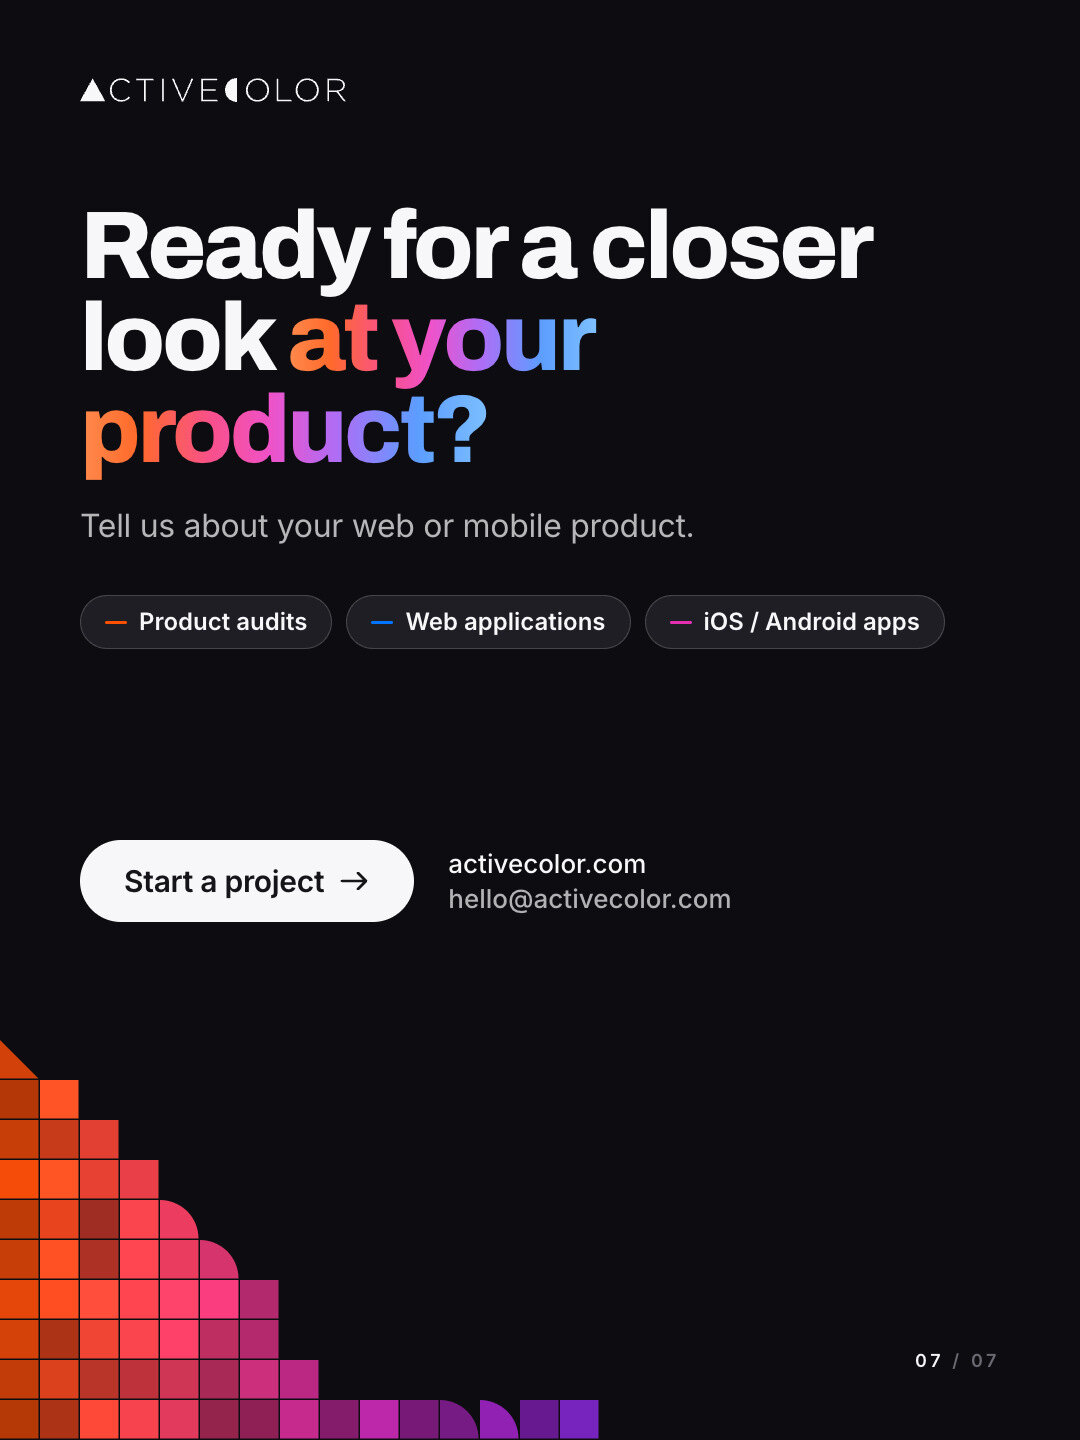 ACTIVECOLOR
Ready for a closer
look at your
product?
Tell us about your web or mobile product.
Product audits
Web applications
iOS / Android apps
Start a project →
activecolor.com
hello@activecolor.com
07 / 07